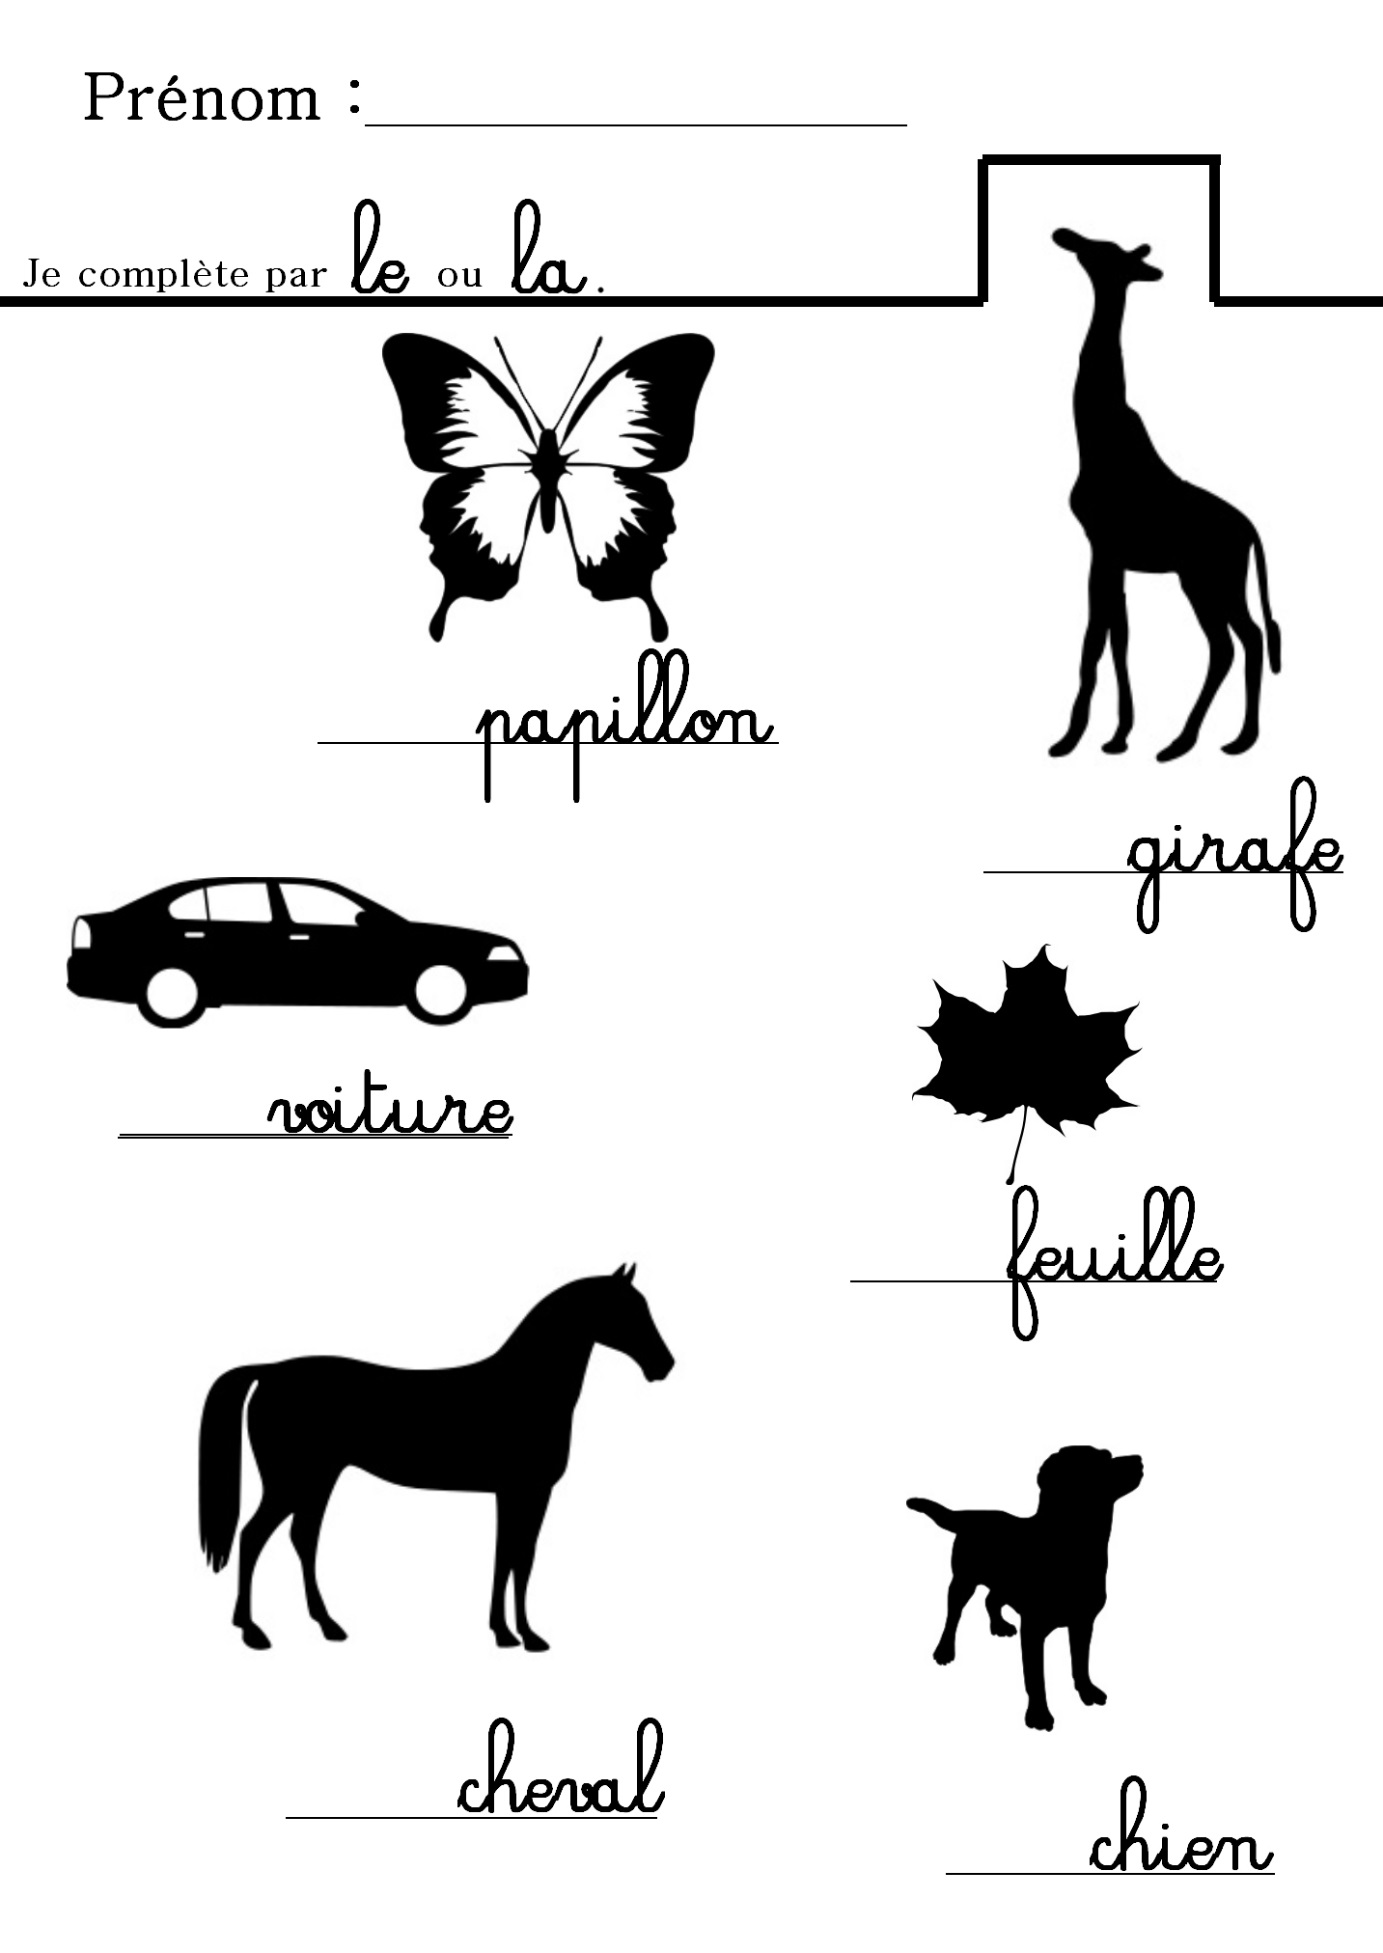 Prénom :
Je complète par le ou la.
papillon
girafe
voiture
feuille
cheval
chien